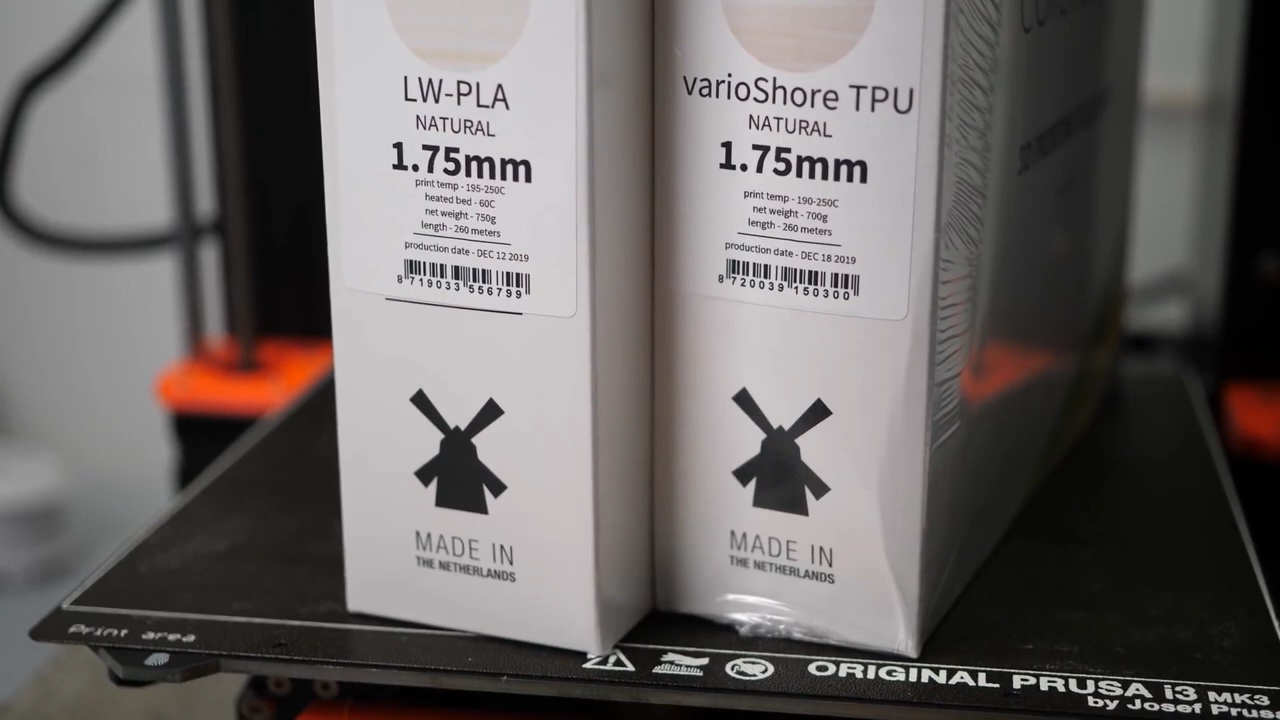 LW-PLA
NATURAL
1.75mm
print temp - 195-250C
heated bed - 60C
net weight - 750g
length - 260 meters
production date - DEC 12 2019
8 719033 556799
MADE IN
THE NETHERLANDS
varioShore TPU
NATURAL
1.75mm
print temp - 190-250C
net weight - 700g
length - 260 meters
production date - DEC 18 2019
8 720039 150300
MADE IN
THE NETHERLANDS
Print area
ORIGINAL PRUSA i3 MK3
by Josef Prusa